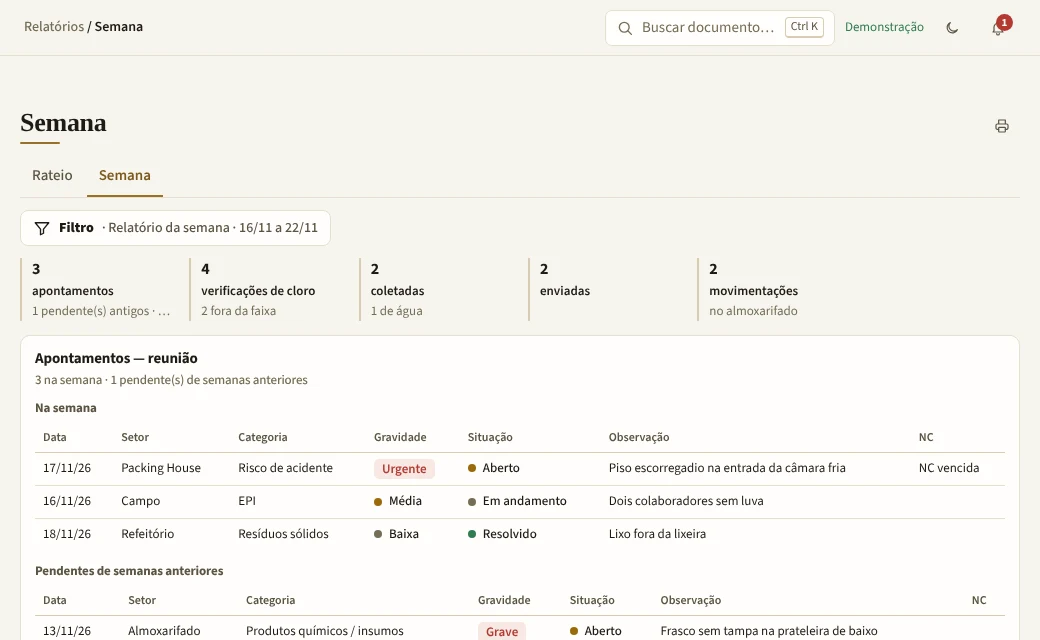 Relatórios / Semana
Buscar documento… Ctrl K
Demonstração
1
Semana
Rateio Semana
Filtro · Relatório da semana · 16/11 a 22/11
3 4 2 2 2
apontamentos verificações de cloro coletadas enviadas movimentações
1 pendente(s) antigos · … 2 fora da faixa 1 de água no almoxarifado
Apontamentos — reunião
3 na semana · 1 pendente(s) de semanas anteriores
Na semana
Data Setor Categoria Gravidade Situação Observação NC
17/11/26 Packing House Risco de acidente Urgente Aberto Piso escorregadio na entrada da câmara fria NC vencida
16/11/26 Campo EPI Média Em andamento Dois colaboradores sem luva
18/11/26 Refeitório Resíduos sólidos Baixa Resolvido Lixo fora da lixeira
Pendentes de semanas anteriores
Data Setor Categoria Gravidade Situação Observação NC
13/11/26 Almoxarifado Produtos químicos / insumos Grave Aberto Frasco sem tampa na prateleira de baixo